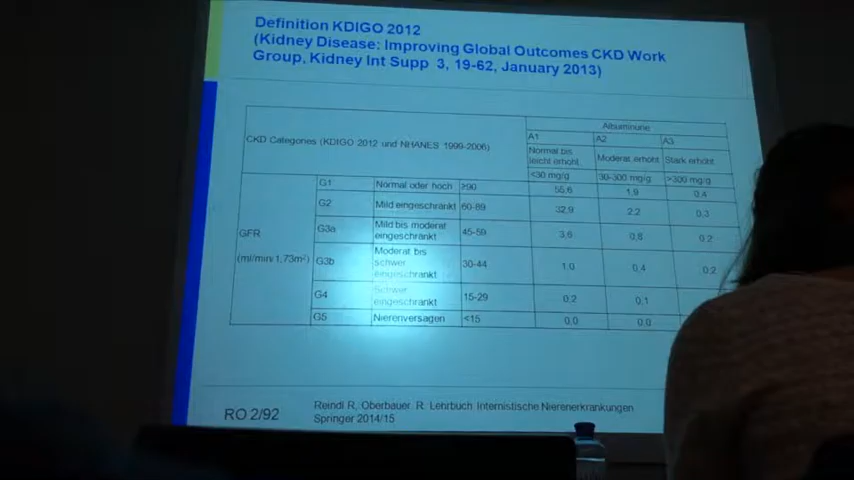 Definition KDIGO 2012
(Kidney Disease: Improving Global Outcomes CKD Work
Group, Kidney Int Supp 3, 19-62, January 2013)
CKD Categories (KDIGO 2012 und NHANES 1999-2006)
Albuminurie
A1 A2 A3
Normal bis leicht erhöht Moderat erhöht Stark erhöht
<30 mg/g 30-300 mg/g >300 mg/g
GFR
(ml/min/1,73m²)
G1 Normal oder hoch ≥90 55,6 1,9 0,4
G2 Mild eingeschränkt 60-89 32,9 2,2 0,3
G3a Mild bis moderat eingeschränkt 45-59 3,6 0,8 0,2
G3b Moderat bis schwer eingeschränkt 30-44 1,0 0,4 0,2
G4 Schwer eingeschränkt 15-29 0,2 0,1
G5 Nierenversagen <15 0,0 0,0
RO 2/92
Reindl R, Oberbauer R. Lehrbuch Internistische Nierenerkrankungen
Springer 2014/15